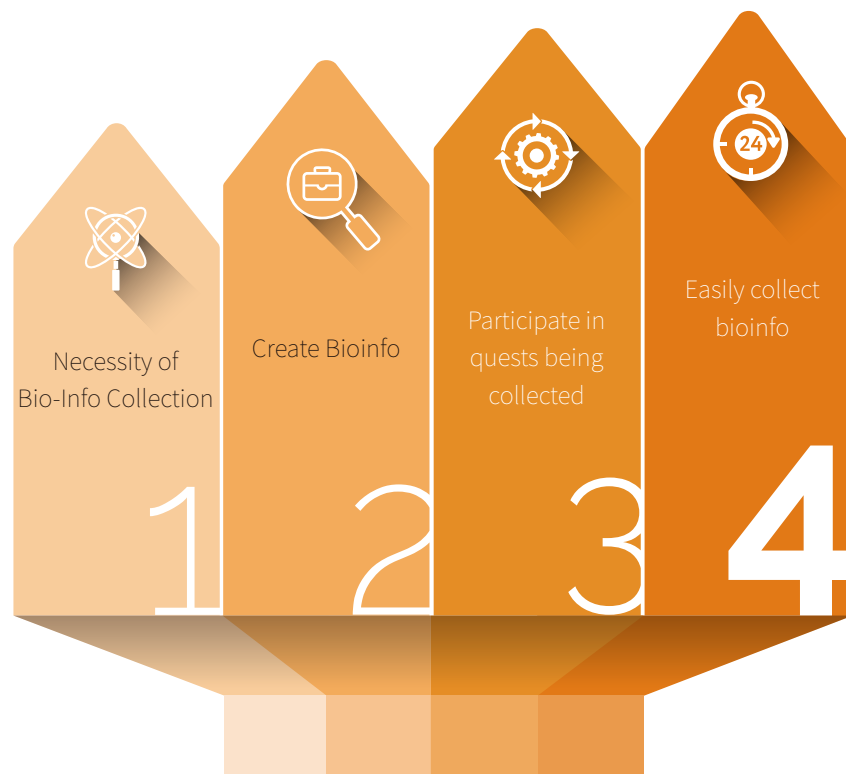 Necessity of
Bio-Info Collection
1
Create Bioinfo
2
Participate in
quests being
collected
3
24
Easily collect
bioinfo
4